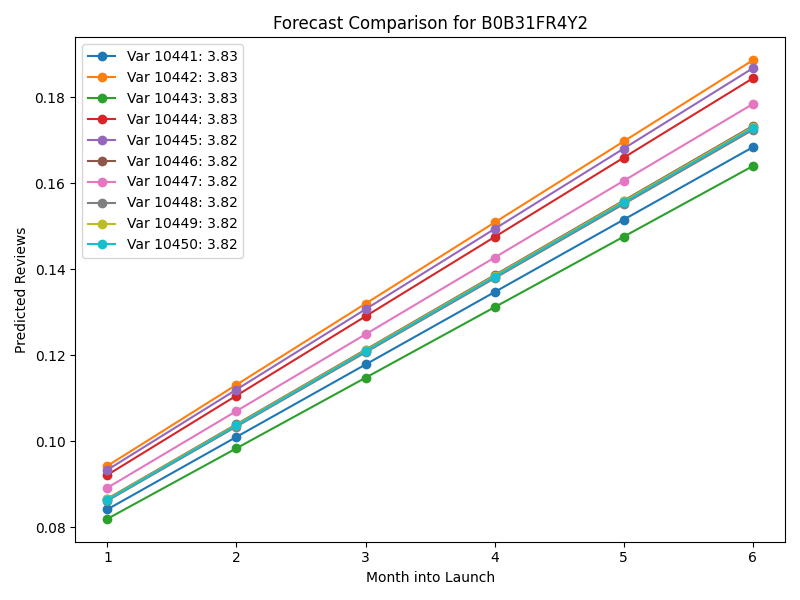 Forecast Comparison for B0B31FR4Y2
Var 10441: 3.83
Var 10442: 3.83
Var 10443: 3.83
Var 10444: 3.83
Var 10445: 3.82
Var 10446: 3.82
Var 10447: 3.82
Var 10448: 3.82
Var 10449: 3.82
Var 10450: 3.82
Predicted Reviews
0.18
0.16
0.14
0.12
0.10
0.08
1 2 3 4 5 6
Month into Launch